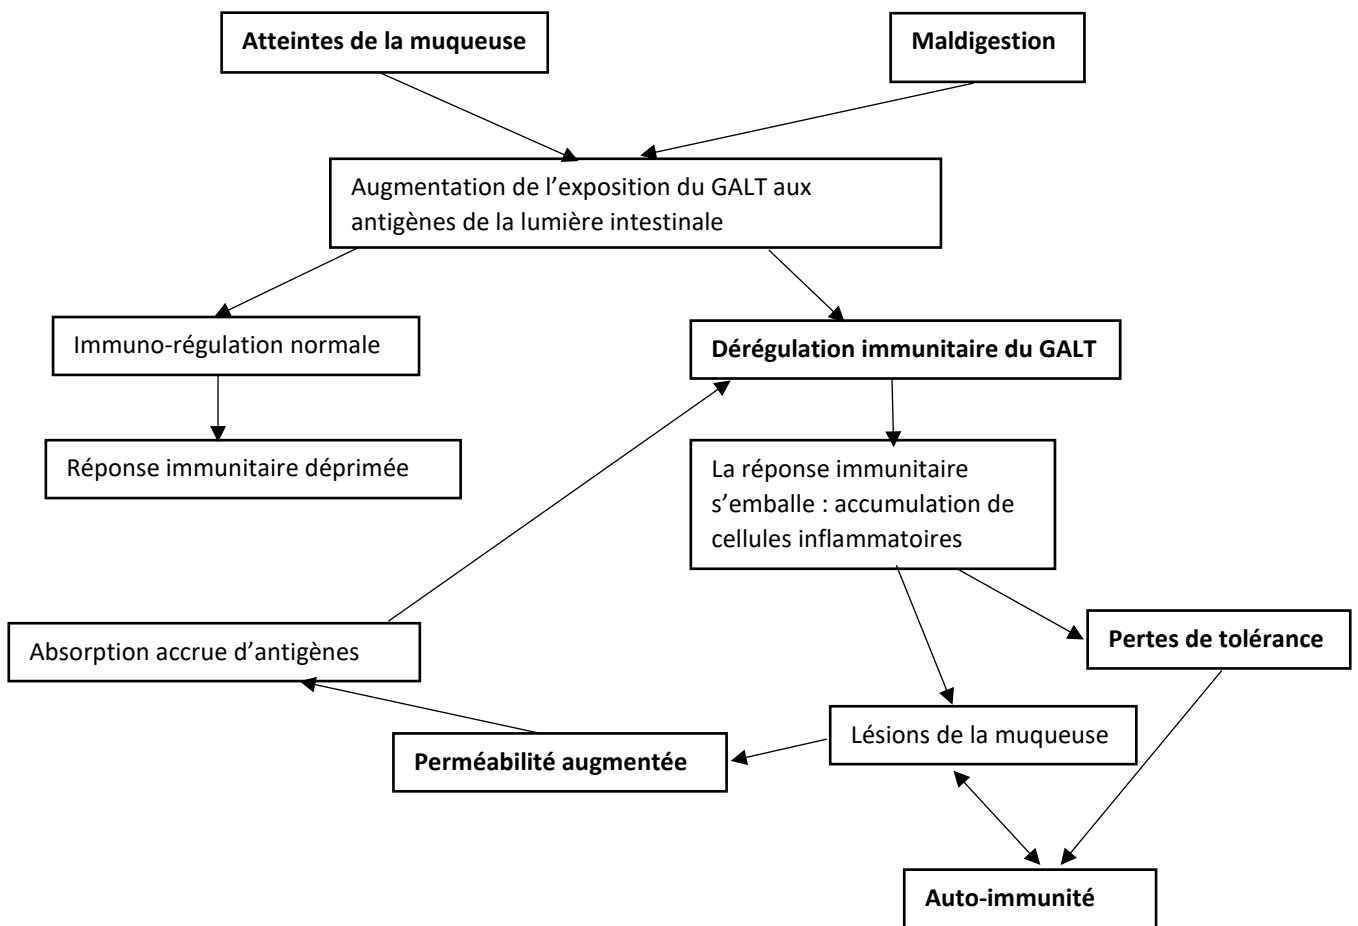 Atteintes de la muqueuse
Maldigestion
Augmentation de l’exposition du GALT aux
antigènes de la lumière intestinale
Immuno-régulation normale
Dérégulation immunitaire du GALT
Réponse immunitaire déprimée
La réponse immunitaire
s’emballe : accumulation de
cellules inflammatoires
Absorption accrue d’antigènes
Pertes de tolérance
Lésions de la muqueuse
Perméabilité augmentée
Auto-immunité